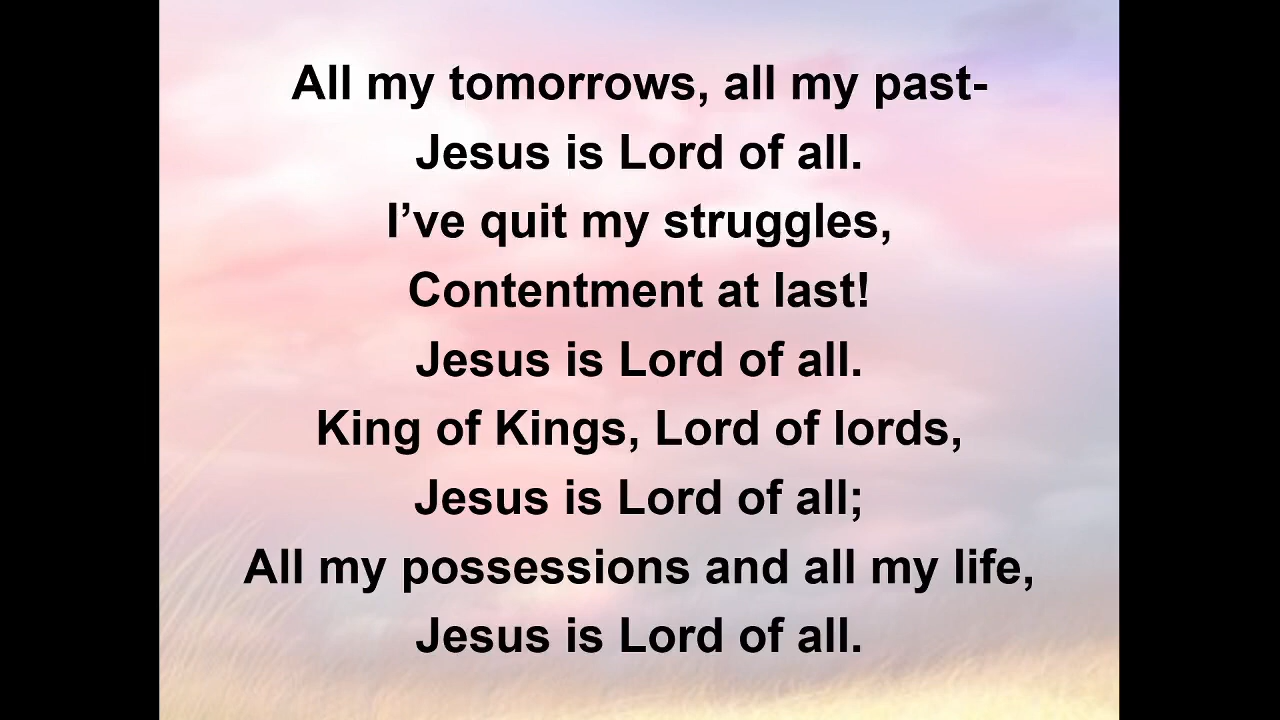 All my tomorrows, all my past-
Jesus is Lord of all.
I’ve quit my struggles,
Contentment at last!
Jesus is Lord of all.
King of Kings, Lord of lords,
Jesus is Lord of all;
All my possessions and all my life,
Jesus is Lord of all.